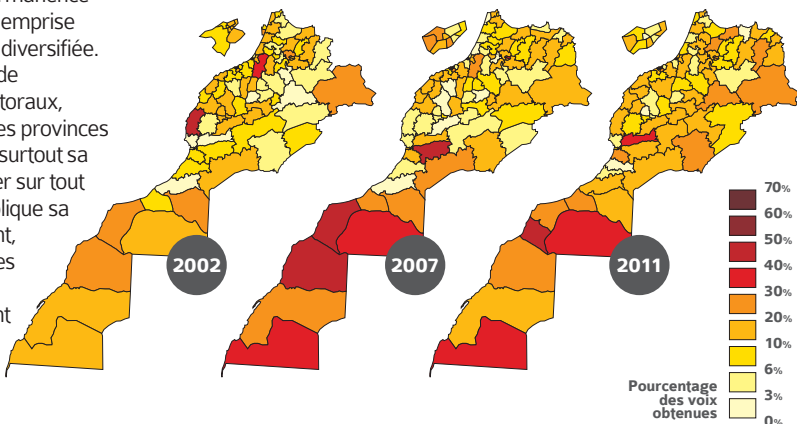 emprise
diversifiée.
de
toraux,
es provinces
surtout sa
er sur tout
lique sa
nt,
es
nt
2002
2007
2011
70%
60%
50%
40%
30%
20%
10%
6%
3%
0%
Pourcentage
des voix
obtenues